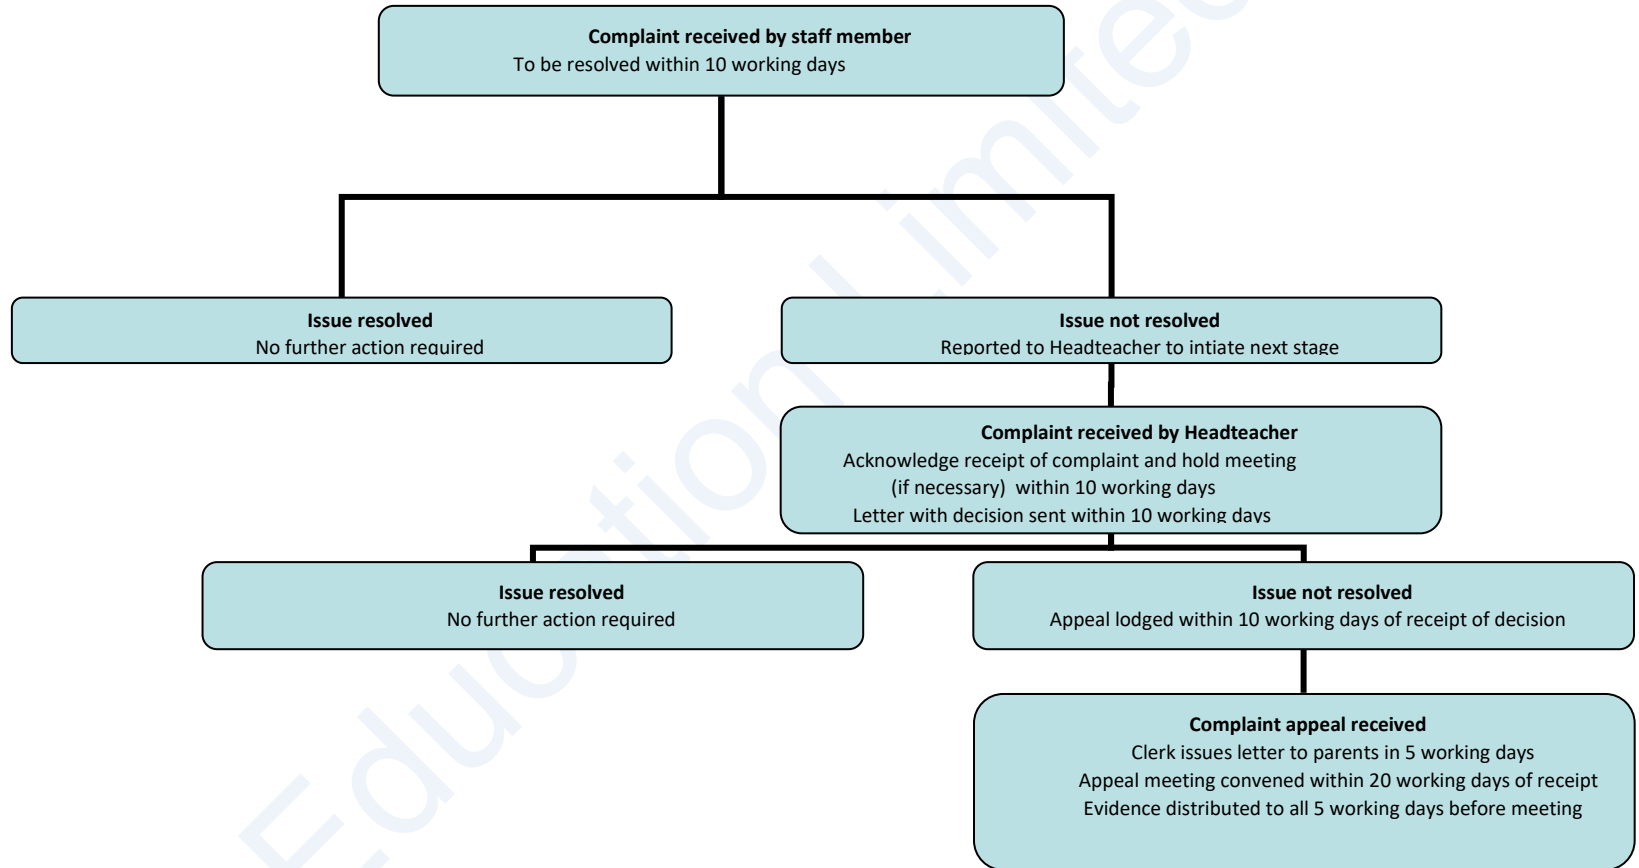 Complaint received by staff member
To be resolved within 10 working days
Issue resolved
No further action required
Issue not resolved
Reported to Headteacher to intiate next stage
Complaint received by Headteacher
Acknowledge receipt of complaint and hold meeting
(if necessary) within 10 working days
Letter with decision sent within 10 working days
Issue resolved
No further action required
Issue not resolved
Appeal lodged within 10 working days of receipt of decision
Complaint appeal received
Clerk issues letter to parents in 5 working days
Appeal meeting convened within 20 working days of receipt
Evidence distributed to all 5 working days before meeting
Education Limited